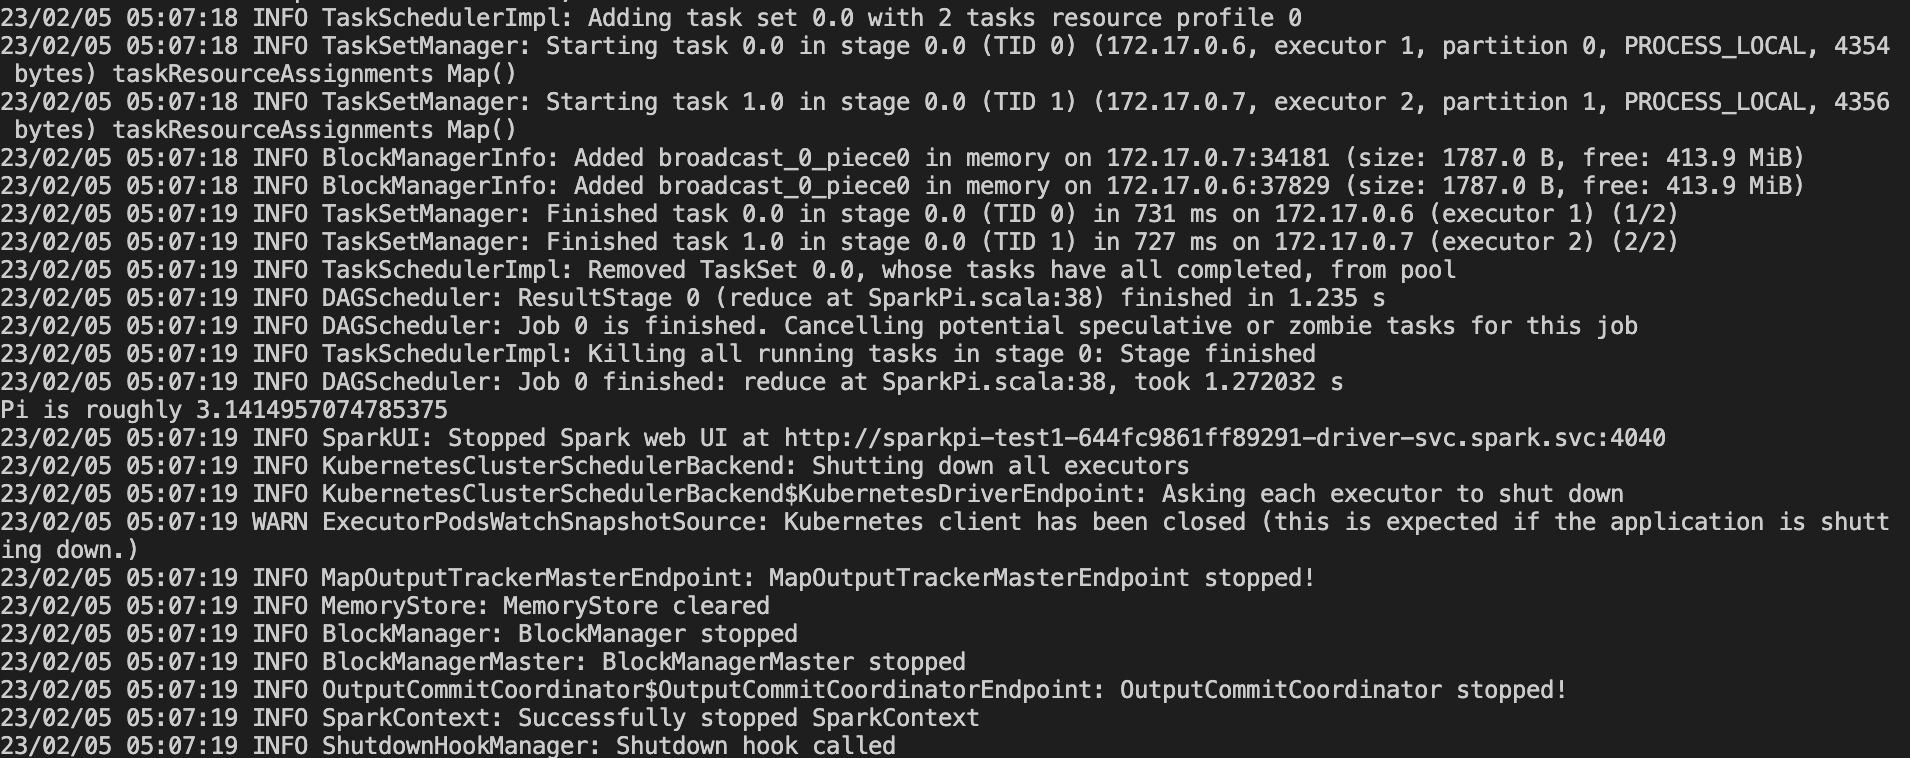 23/02/05 05:07:18 INFO TaskSchedulerImpl: Adding task set 0.0 with 2 tasks resource profile 0
23/02/05 05:07:18 INFO TaskSetManager: Starting task 0.0 in stage 0.0 (TID 0) (172.17.0.6, executor 1, partition 0, PROCESS_LOCAL, 4354
 bytes) taskResourceAssignments Map()
23/02/05 05:07:18 INFO TaskSetManager: Starting task 1.0 in stage 0.0 (TID 1) (172.17.0.7, executor 2, partition 1, PROCESS_LOCAL, 4356
 bytes) taskResourceAssignments Map()
23/02/05 05:07:18 INFO BlockManagerInfo: Added broadcast_0_piece0 in memory on 172.17.0.7:34181 (size: 1787.0 B, free: 413.9 MiB)
23/02/05 05:07:18 INFO BlockManagerInfo: Added broadcast_0_piece0 in memory on 172.17.0.6:37829 (size: 1787.0 B, free: 413.9 MiB)
23/02/05 05:07:19 INFO TaskSetManager: Finished task 0.0 in stage 0.0 (TID 0) in 731 ms on 172.17.0.6 (executor 1) (1/2)
23/02/05 05:07:19 INFO TaskSetManager: Finished task 1.0 in stage 0.0 (TID 1) in 727 ms on 172.17.0.7 (executor 2) (2/2)
23/02/05 05:07:19 INFO TaskSchedulerImpl: Removed TaskSet 0.0, whose tasks have all completed, from pool
23/02/05 05:07:19 INFO DAGScheduler: ResultStage 0 (reduce at SparkPi.scala:38) finished in 1.235 s
23/02/05 05:07:19 INFO DAGScheduler: Job 0 is finished. Cancelling potential speculative or zombie tasks for this job
23/02/05 05:07:19 INFO TaskSchedulerImpl: Killing all running tasks in stage 0: Stage finished
23/02/05 05:07:19 INFO DAGScheduler: Job 0 finished: reduce at SparkPi.scala:38, took 1.272032 s
Pi is roughly 3.1414957074785375
23/02/05 05:07:19 INFO SparkUI: Stopped Spark web UI at http://sparkpi-test1-644fc9861ff89291-driver-svc.spark.svc:4040
23/02/05 05:07:19 INFO KubernetesClusterSchedulerBackend: Shutting down all executors
23/02/05 05:07:19 INFO KubernetesClusterSchedulerBackend$KubernetesDriverEndpoint: Asking each executor to shut down
23/02/05 05:07:19 WARN ExecutorPodsWatchSnapshotSource: Kubernetes client has been closed (this is expected if the application is shutt
ing down.)
23/02/05 05:07:19 INFO MapOutputTrackerMasterEndpoint: MapOutputTrackerMasterEndpoint stopped!
23/02/05 05:07:19 INFO MemoryStore: MemoryStore cleared
23/02/05 05:07:19 INFO BlockManager: BlockManager stopped
23/02/05 05:07:19 INFO BlockManagerMaster: BlockManagerMaster stopped
23/02/05 05:07:19 INFO OutputCommitCoordinator$OutputCommitCoordinatorEndpoint: OutputCommitCoordinator stopped!
23/02/05 05:07:19 INFO SparkContext: Successfully stopped SparkContext
23/02/05 05:07:19 INFO ShutdownHookManager: Shutdown hook called